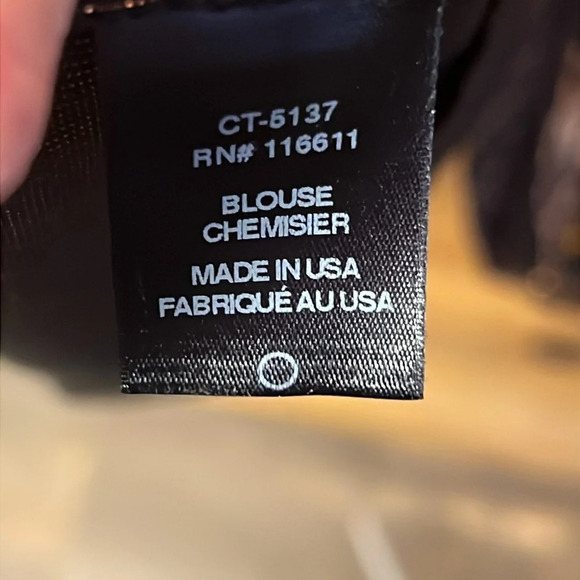 CT-5137
RN# 116611
BLOUSE
CHEMISIER
MADE IN USA
FABRIQUÉ AU USA